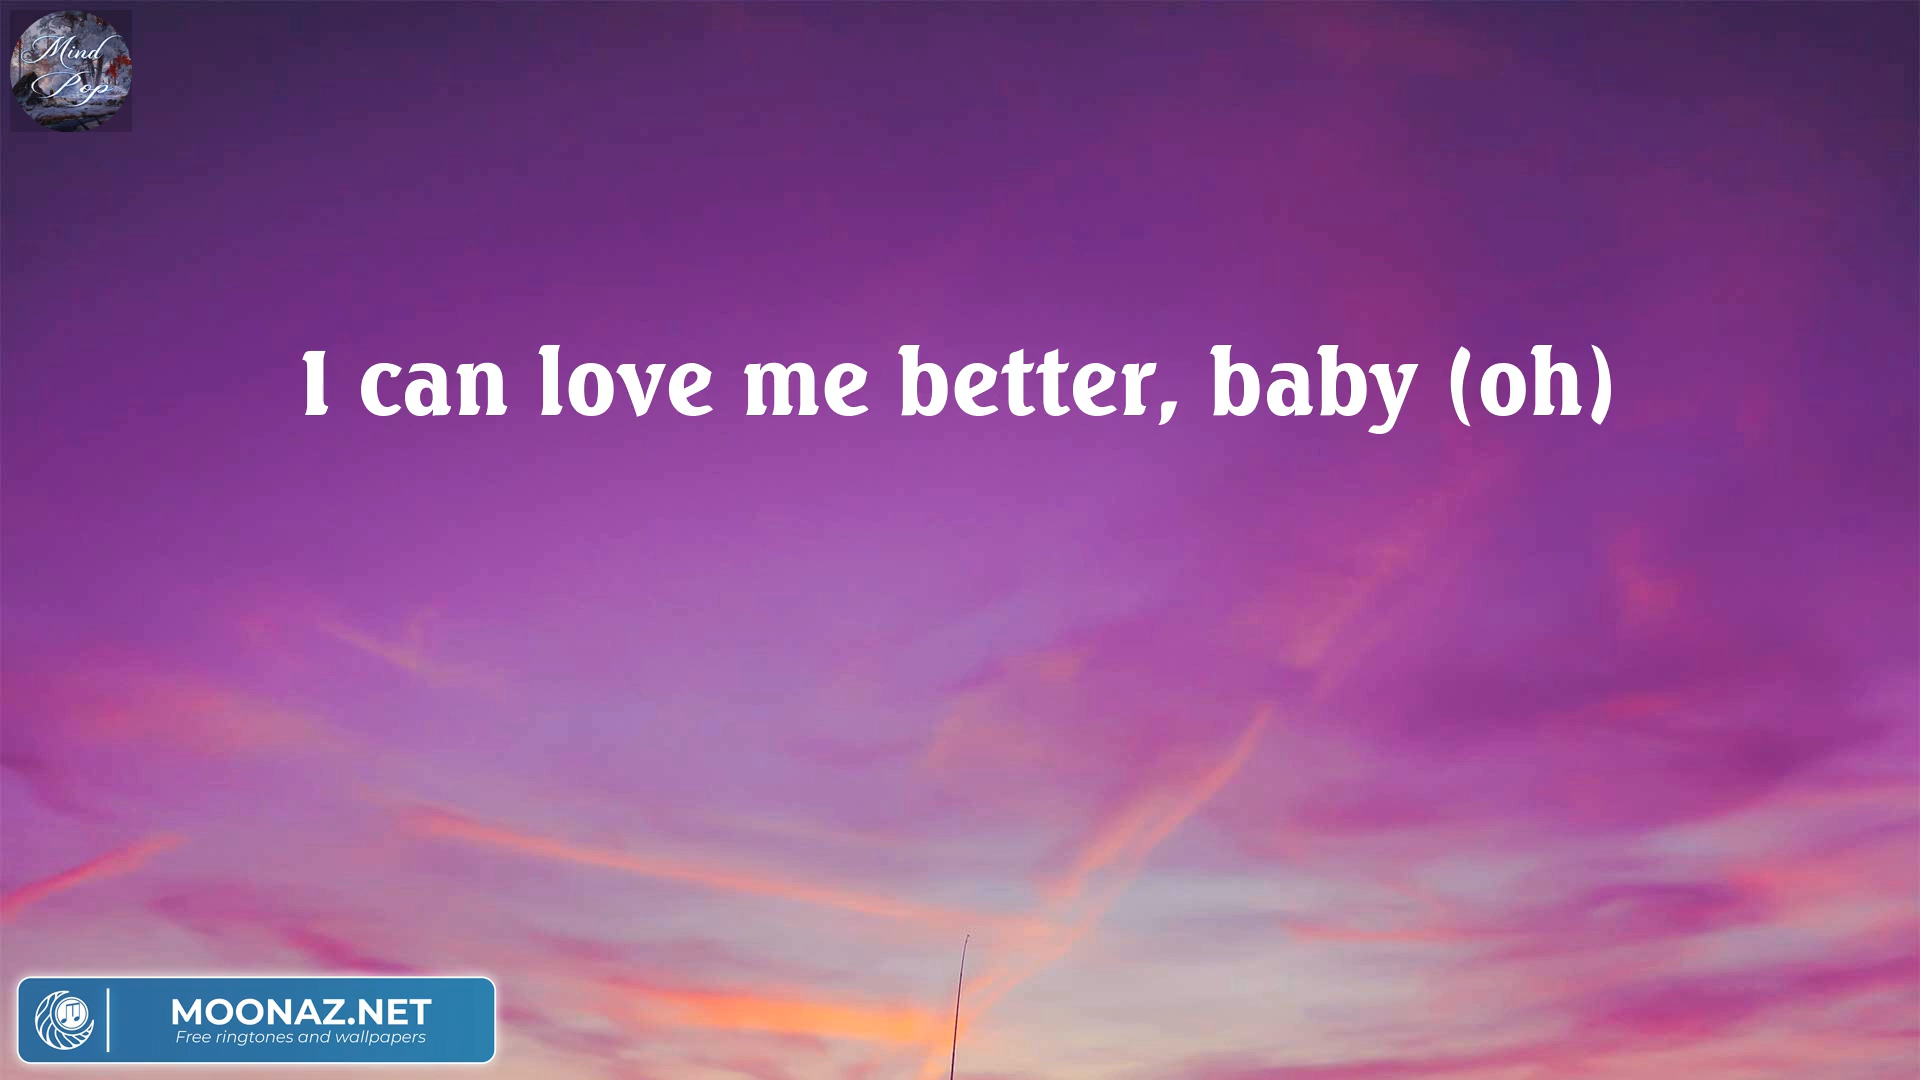 Mind
Pop
I can love me better, baby (oh)
MOONAZ.NET
Free ringtones and wallpapers